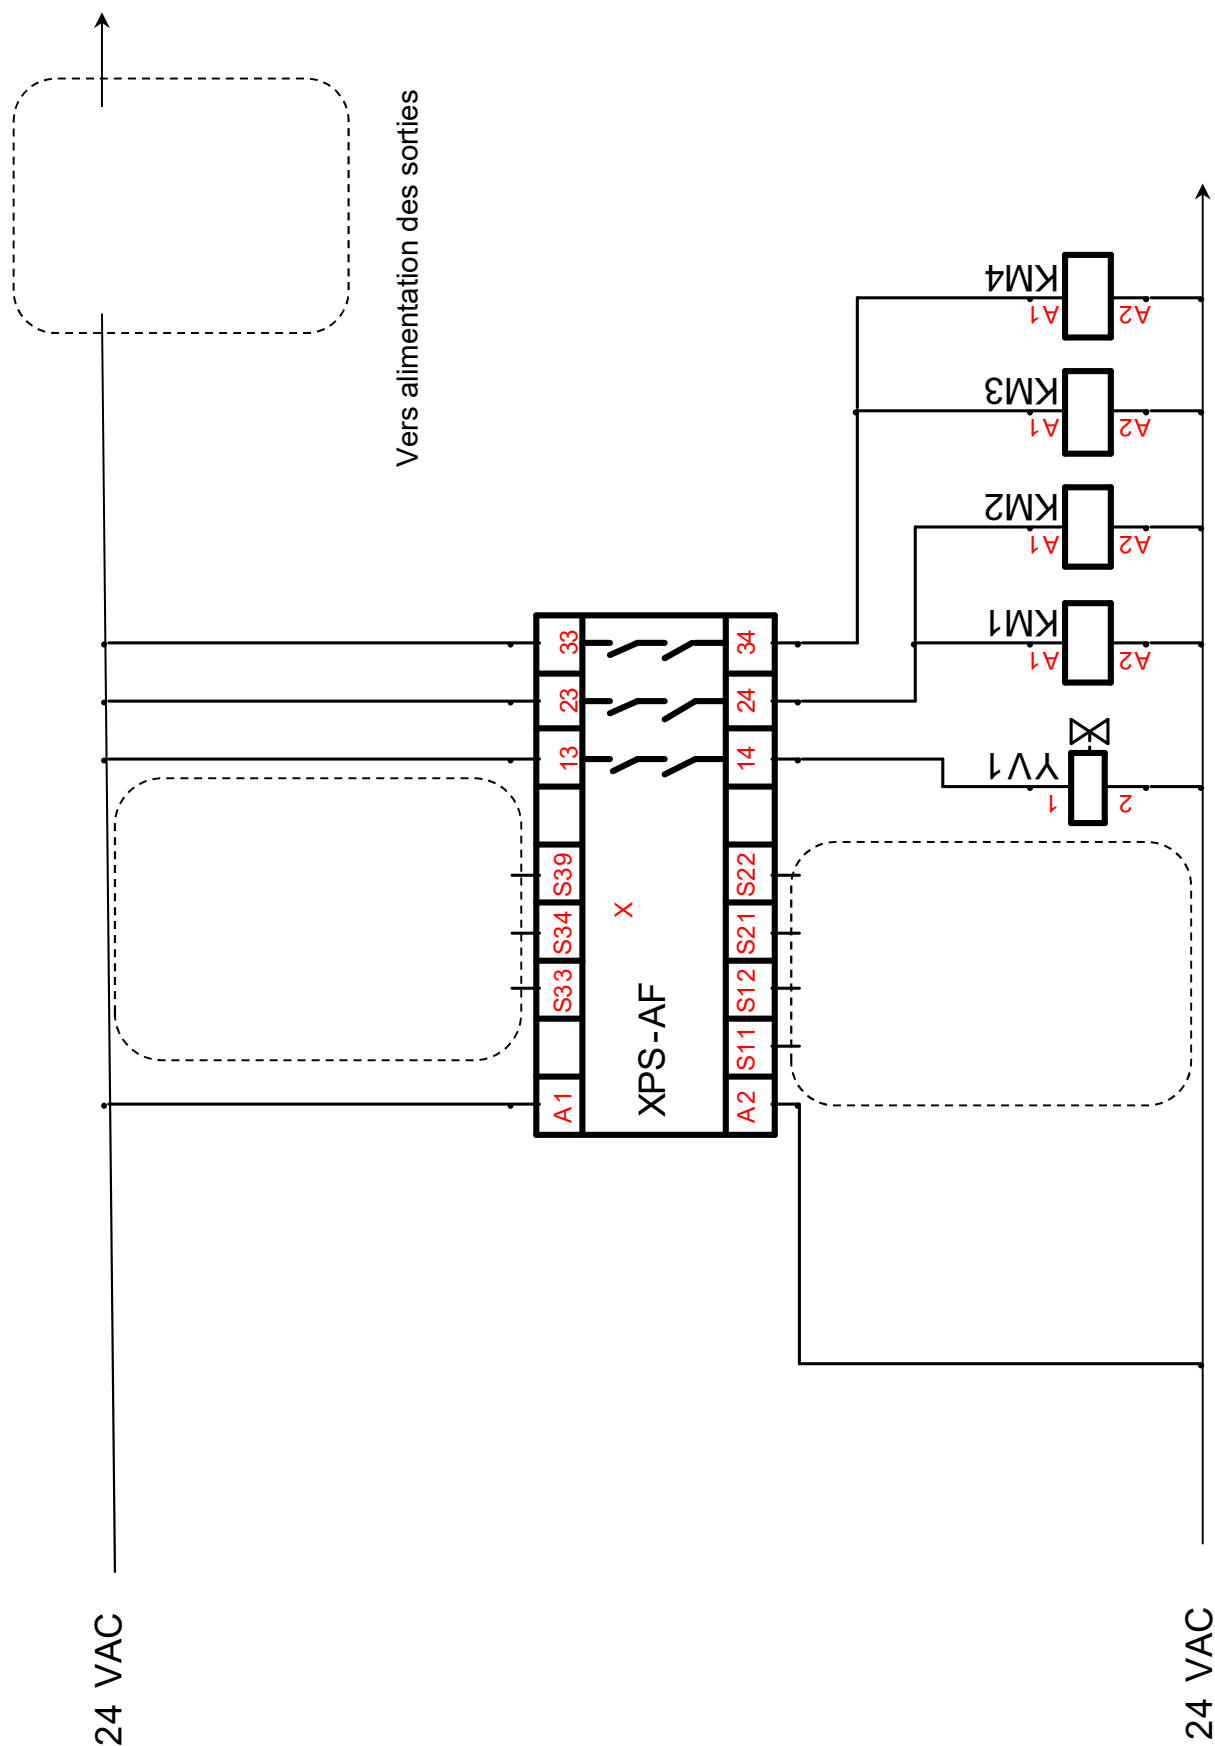 24 VAC
Vers alimentation des sorties
A1
S33
S34
S39
13
23
33
X
XPS-AF
A2
S11
S12
S21
S22
14
24
34
YV1
KM1
KM2
KM3
KM4
1
A1
A1
A1
A1
2
A2
A2
A2
A2
24 VAC